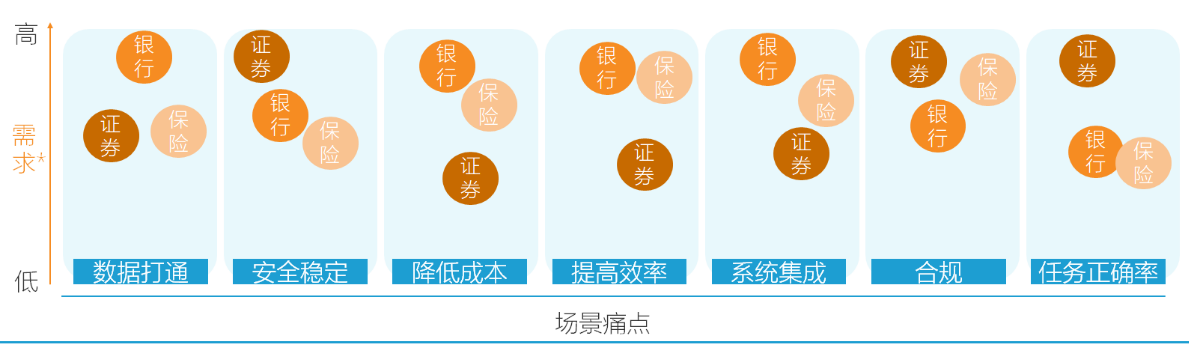 高
银
行
证
券
保
险
数据打通
证
券
银
行
保
险
安全稳定
银
行
保
险
证
券
降低成本
银
行
保
险
证
券
提高效率
银
行
保
险
证
券
系统集成
证
券
保
险
银
行
合规
证
券
银
行
保
险
任务正确率
需
求*
低
场景痛点